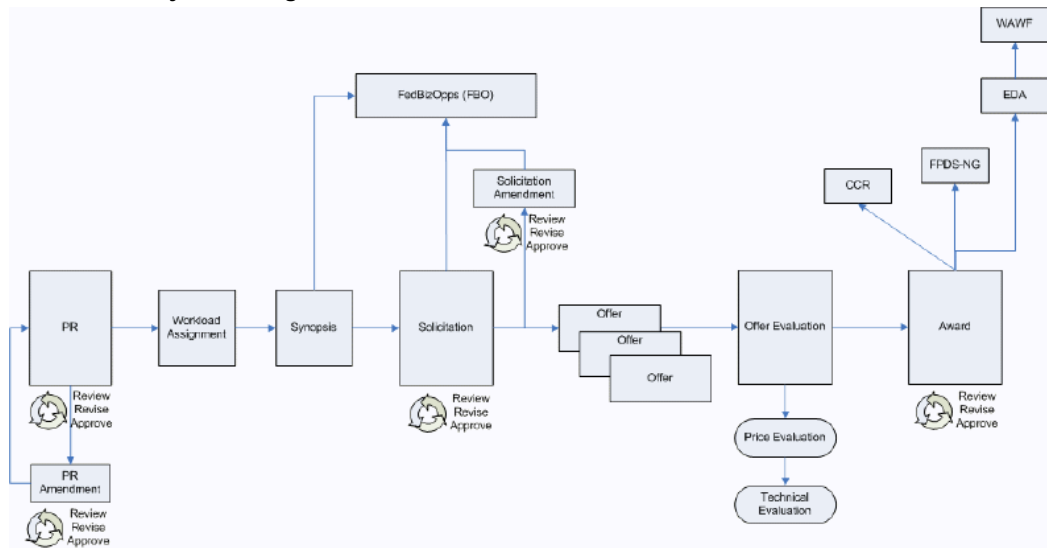 WAWF
FedBizOpps (FBO)
EDA
FPDS-NG
CCR
Solicitation
Amendment
Review
Revise
Approve
PR
Workload
Assignment
Synopsis
Solicitation
Offer
Offer
Offer
Offer Evaluation
Award
Review
Revise
Approve
Review
Revise
Approve
Review
Revise
Approve
Price Evaluation
PR
Amendment
Technical
Evaluation
Review
Revise
Approve